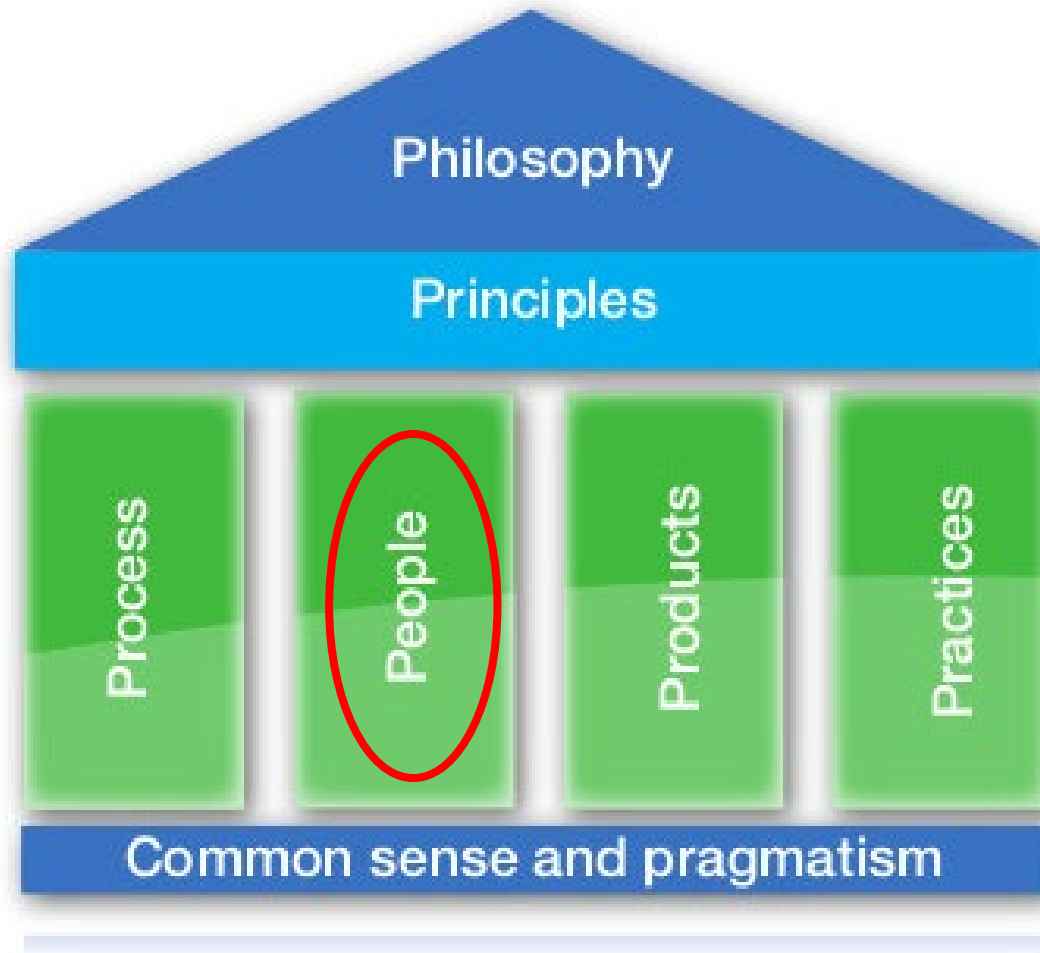 Philosophy
Principles
Process
People
Products
Practices
Common sense and pragmatism